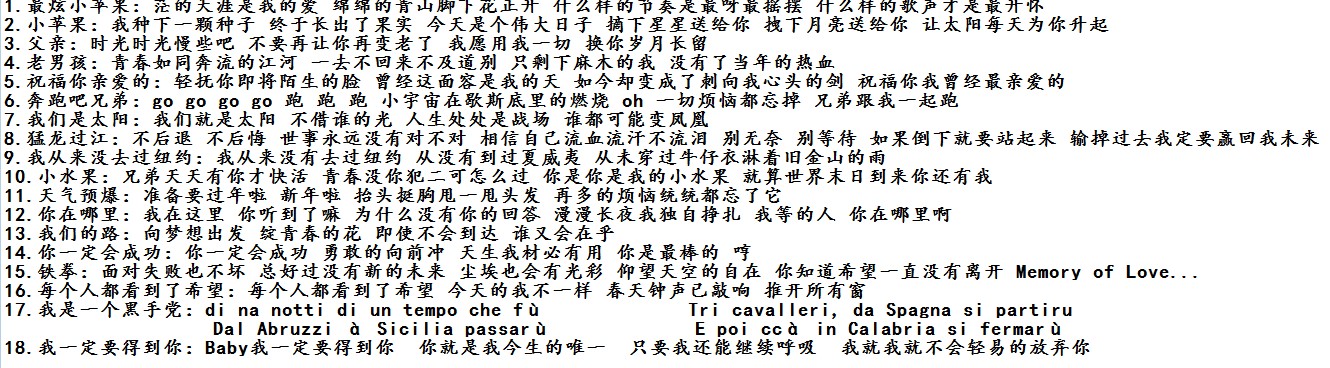 1.最炫小苹果：茫的天涯是我的爱 绵绵的青山脚下花正开 什么样的节奏是最呀最摇摆 什么样的歌声才是最开怀
2.小苹果：我种下一颗种子 终于长出了果实 今天是个伟大日子 摘下星星送给你 拽下月亮送给你 让太阳每天为你升起
3.父亲：时光时光慢些吧 不要再让你再变老了 我愿用我一切 换你岁月长留
4.老男孩：青春如同奔流的江河 一去不回来不及道别 只剩下麻木的我 没有了当年的热血
5.祝福你亲爱的：轻抚你即将陌生的脸 曾经这面容是我的天 如今却变成了刺向我心头的剑 祝福你我曾经最亲爱的
6.奔跑吧兄弟：go go go go 跑 跑 跑 小宇宙在歇斯底里的燃烧 oh 一切烦恼都忘掉 兄弟跟我一起跑
7.我们是太阳：我们就是太阳 不借谁的光 人生处处是战场 谁都可能变凤凰
8.猛龙过江：不后退 不后悔 世事永远没有对不对 相信自己流血流汗不流泪 别无奈 别等待 如果倒下就要站起来 输掉过去我定要赢回我未来
9.我从来没去过纽约：我从来没有去过纽约 从没有到过夏威夷 从未穿过牛仔衣淋着旧金山的雨
10.小水果：兄弟天天有你才快活 青春没你犯二可怎么过 你是你是我的小水果 就算世界末日到来你还有我
11.天气预爆：准备要过年啦 新年啦 抬头挺胸甩一甩头发 再多的烦恼统统都忘了它
12.你在哪里：我在这里 你听到了嘛 为什么没有你的回答 漫漫长夜我独自挣扎 我等的人 你在哪里啊
13.我们的路：向梦想出发 绽青春的花 即使不会到达 谁又会在乎
14.你一定会成功：你一定会成功 勇敢的向前冲 天生我材必有用 你是最棒的 哼
15.铁拳：面对失败也不坏 总好过没有新的未来 尘埃也会有光彩 仰望天空的自在 你知道希望一直没有离开 Memory of Love...
16.每个人都看到了希望：每个人都看到了希望 今天的我不一样 春天钟声已敲响 推开所有窗
17.我是一个黑手党：di na notti di un tempo che fù Tri cavalleri, da Spagna si partiru
Dal Abruzzi à Sicilia passarù E poi ccà in Calabria si fermarù
18.我一定要得到你：Baby我一定要得到你 你就是我今生的唯一 只要我还能继续呼吸 我就我就不会轻易的放弃你